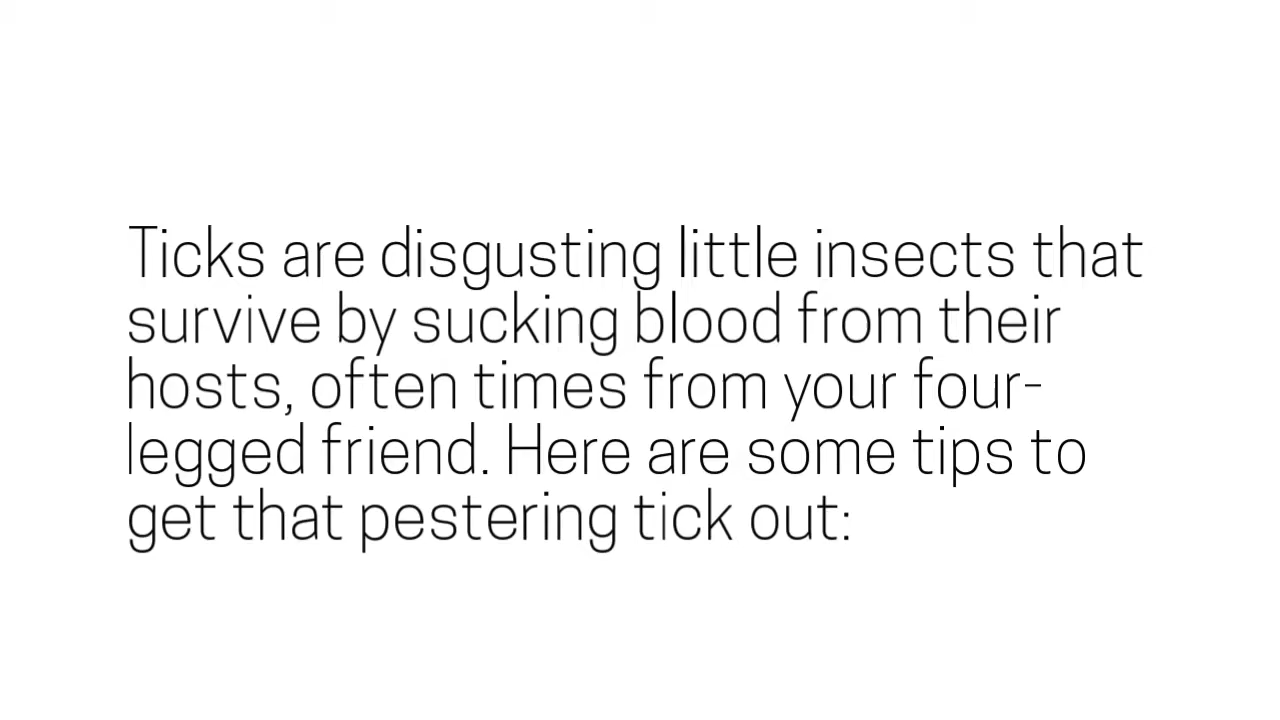 Ticks are disgusting little insects that
survive by sucking blood from their
hosts, often times from your four-
legged friend. Here are some tips to
get that pestering tick out: